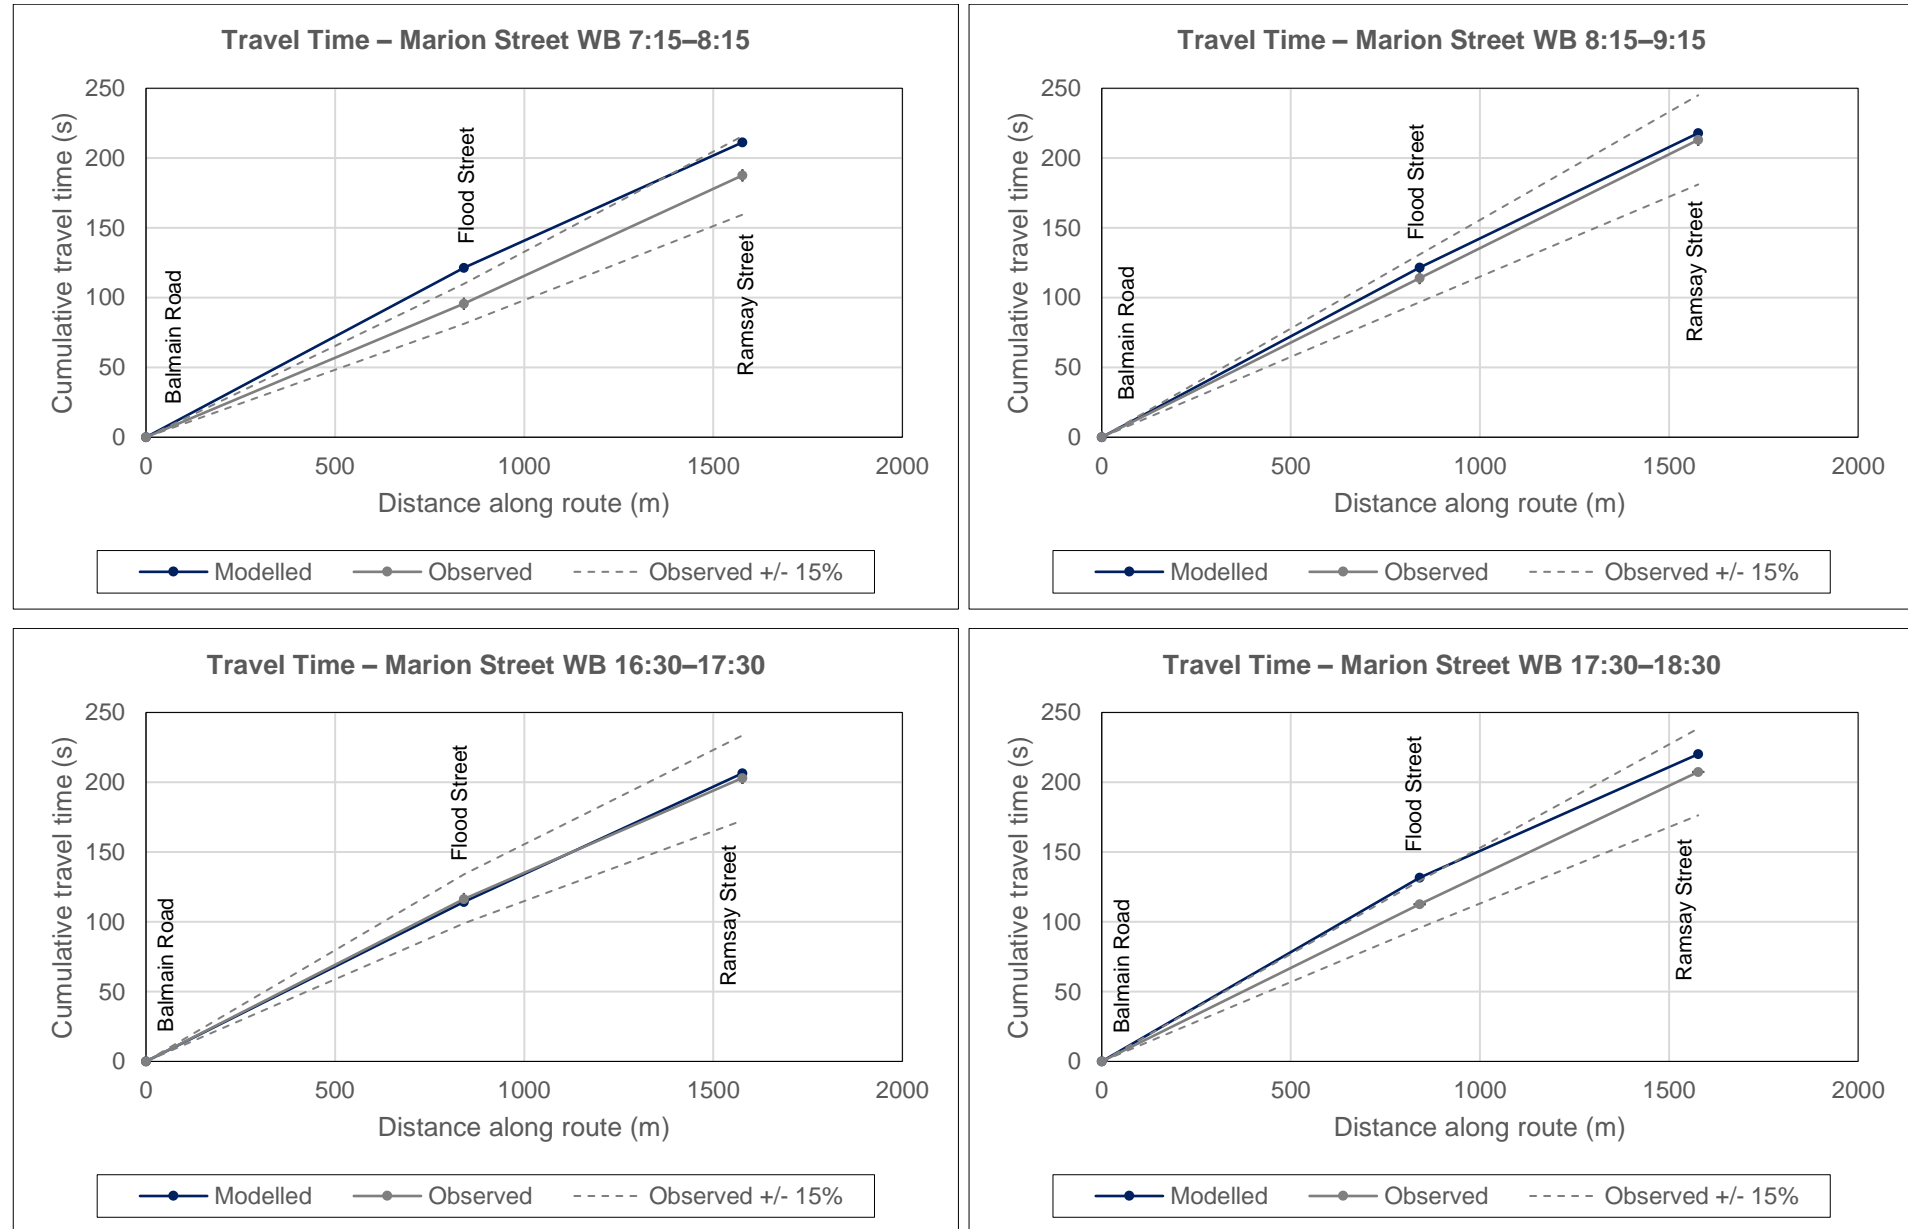 Travel Time – Marion Street WB 7:15–8:15
Cumulative travel time (s)
250
200
150
100
50
0
0 500 1000 1500 2000
Balmain Road
Flood Street
Ramsay Street
Distance along route (m)
Modelled Observed Observed +/- 15%
Travel Time – Marion Street WB 8:15–9:15
Cumulative travel time (s)
250
200
150
100
50
0
0 500 1000 1500 2000
Balmain Road
Flood Street
Ramsay Street
Distance along route (m)
Modelled Observed Observed +/- 15%
Travel Time – Marion Street WB 16:30–17:30
Cumulative travel time (s)
250
200
150
100
50
0
0 500 1000 1500 2000
Balmain Road
Flood Street
Ramsay Street
Distance along route (m)
Modelled Observed Observed +/- 15%
Travel Time – Marion Street WB 17:30–18:30
Cumulative travel time (s)
250
200
150
100
50
0
0 500 1000 1500 2000
Balmain Road
Flood Street
Ramsay Street
Distance along route (m)
Modelled Observed Observed +/- 15%